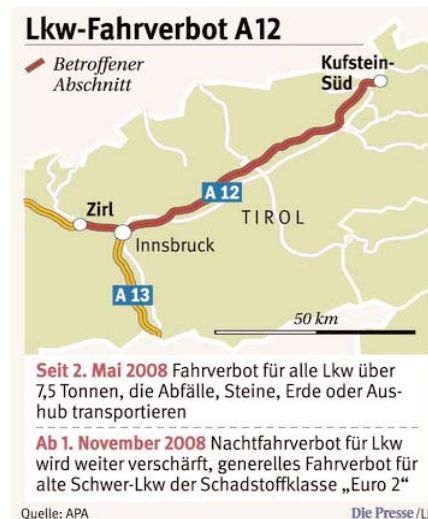 Lkw-Fahrverbot A12
Betroffener
Abschnitt
Kufstein-
Süd
A 12
Zirl
TIROL
Innsbruck
A 13
50 km
Seit 2. Mai 2008 Fahrverbot für alle Lkw über
7,5 Tonnen, die Abfälle, Steine, Erde oder Aus-
hub transportieren
Ab 1. November 2008 Nachtfahrverbot für Lkw
wird weiter verschärft, generelles Fahrverbot für
alte Schwer-Lkw der Schadstoffklasse „Euro 2“
Quelle: APA
Die Presse